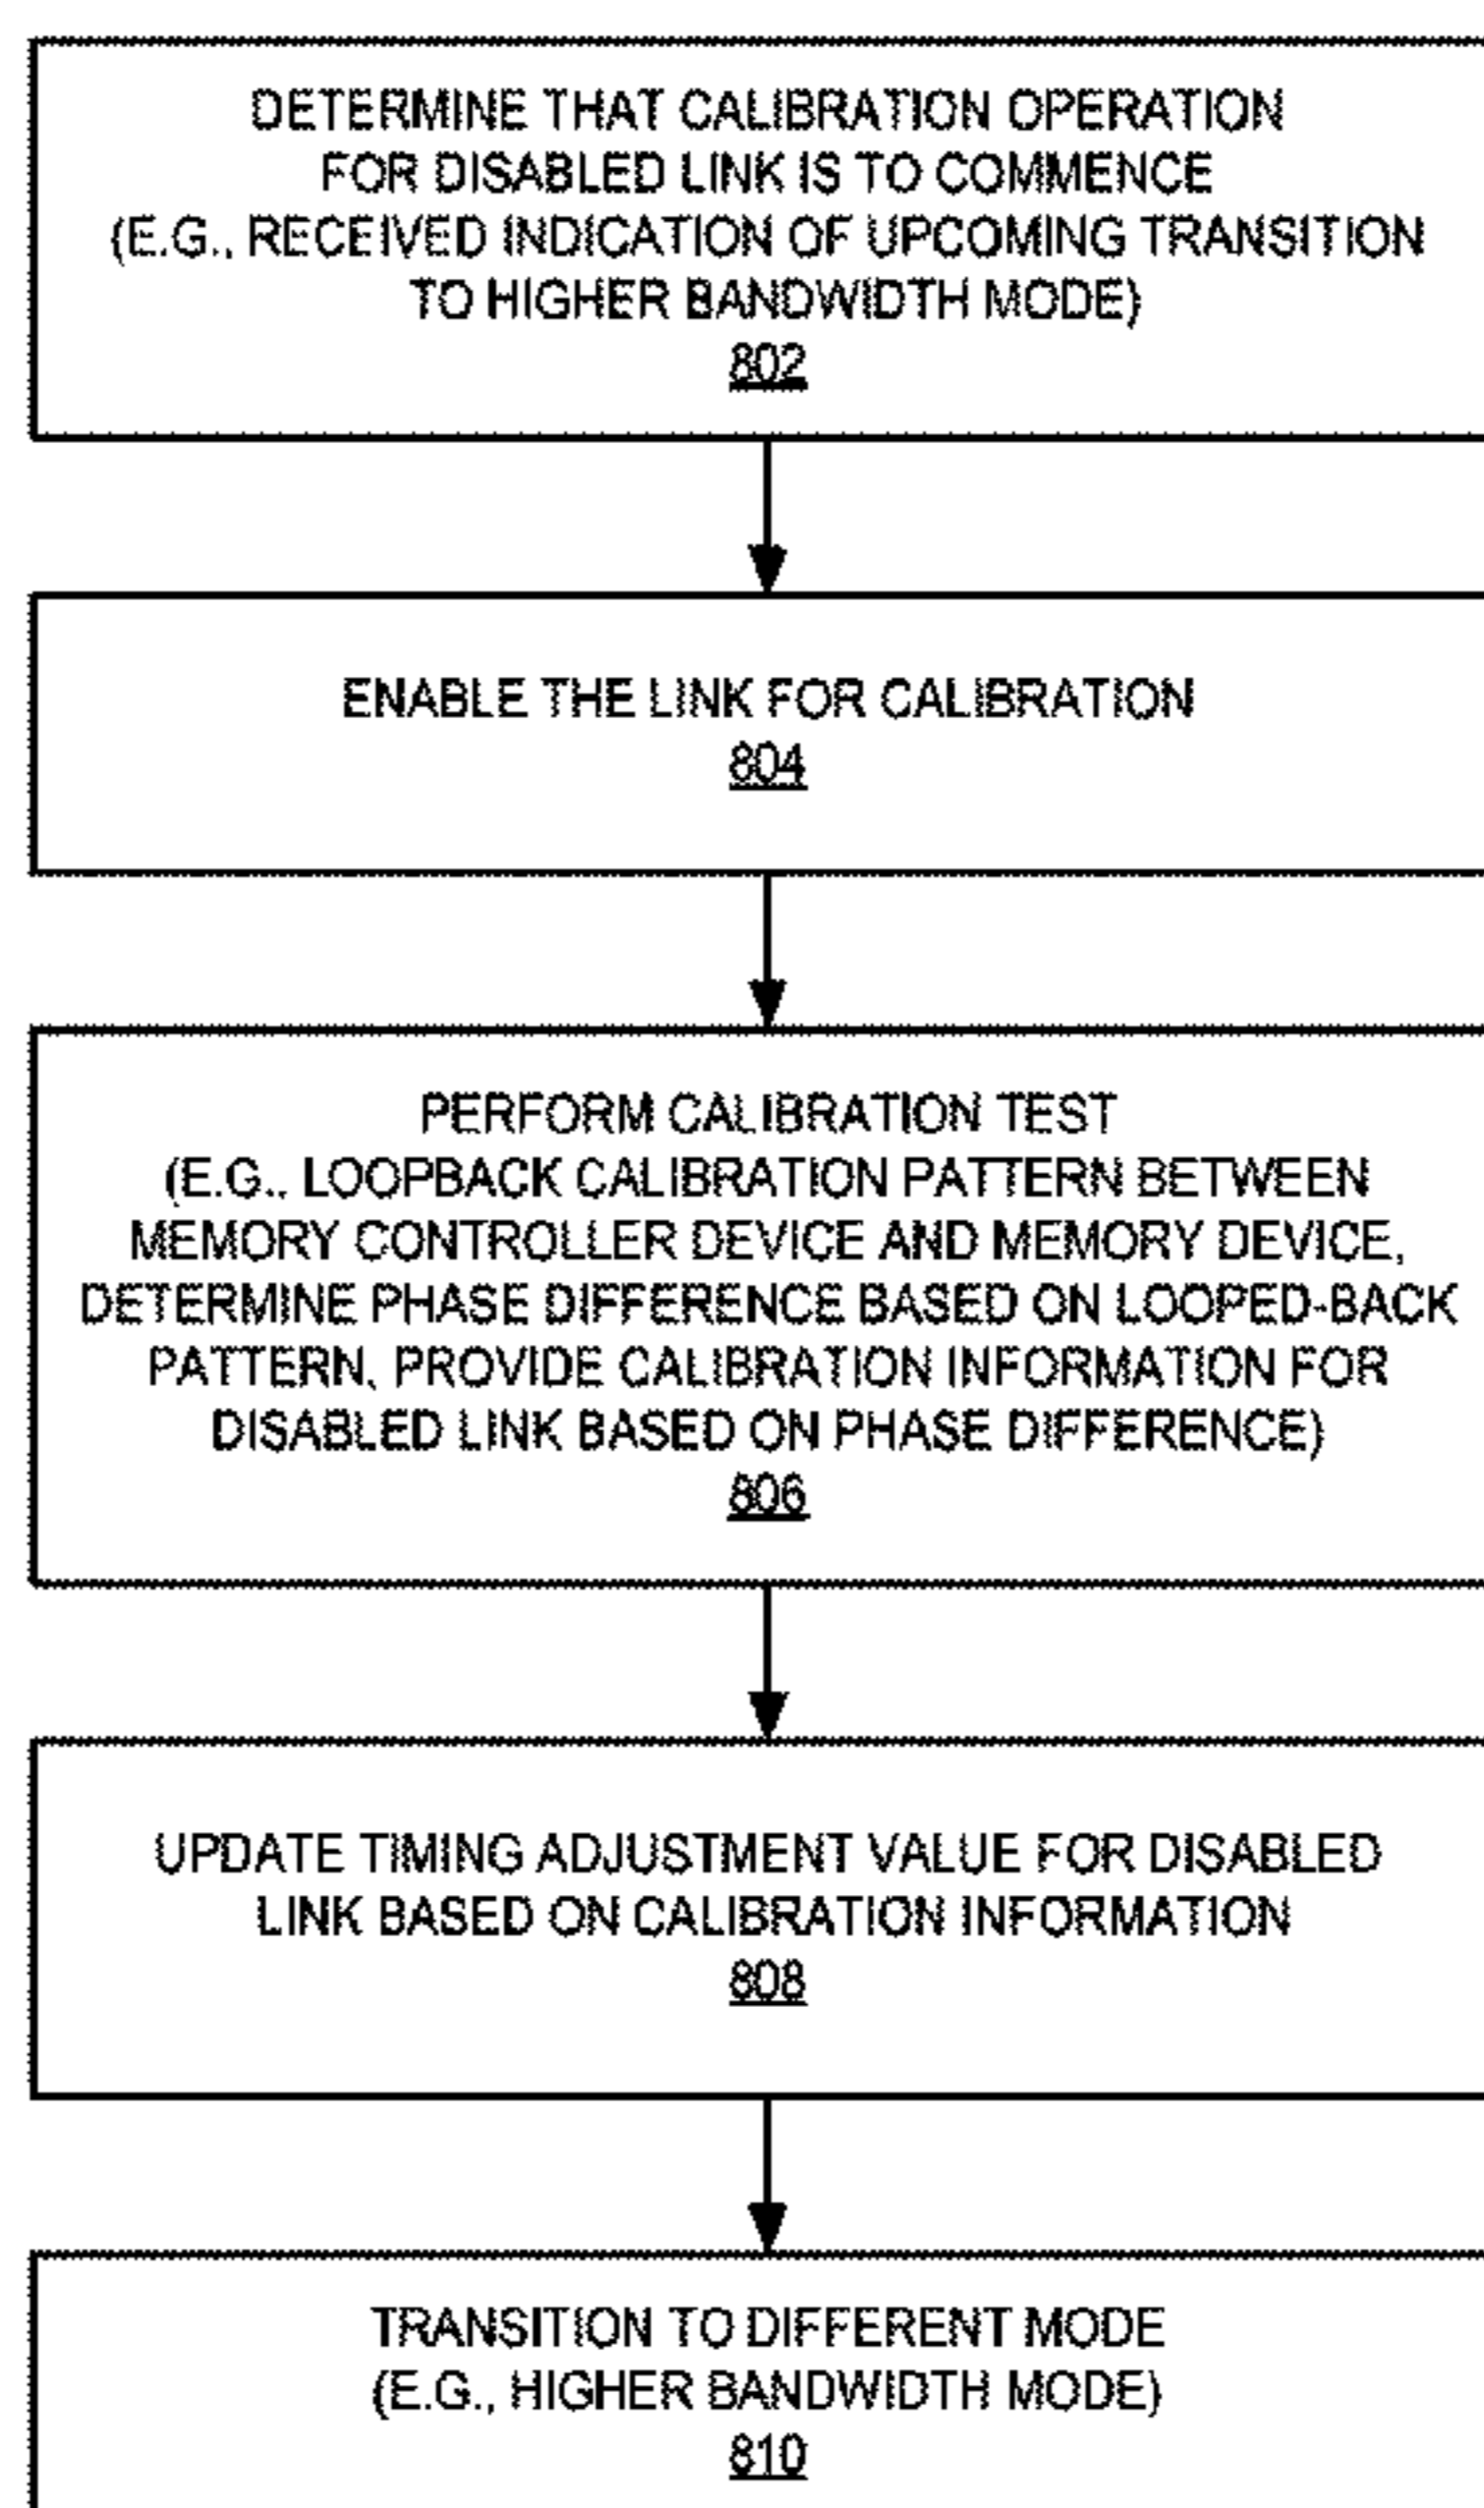 DETERMINE THAT CALIBRATION OPERATION
FOR DISABLED LINK IS TO COMMENCE
(E.G., RECEIVED INDICATION OF UPCOMING TRANSITION
TO HIGHER BANDWIDTH MODE)
802
ENABLE THE LINK FOR CALIBRATION
804
PERFORM CALIBRATION TEST
(E.G., LOOPBACK CALIBRATION PATTERN BETWEEN
MEMORY CONTROLLER DEVICE AND MEMORY DEVICE,
DETERMINE PHASE DIFFERENCE BASED ON LOOPED-BACK
PATTERN, PROVIDE CALIBRATION INFORMATION FOR
DISABLED LINK BASED ON PHASE DIFFERENCE)
806
UPDATE TIMING ADJUSTMENT VALUE FOR DISABLED
LINK BASED ON CALIBRATION INFORMATION
808
TRANSITION TO DIFFERENT MODE
(E.G., HIGHER BANDWIDTH MODE)
810